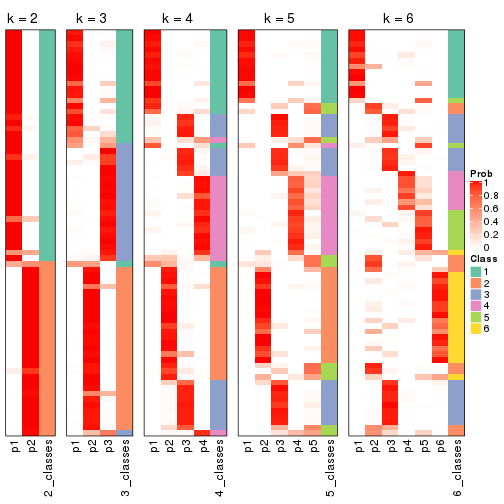 k = 2
k = 3
k = 4
k = 5
k = 6
Prob
1
0.8
0.6
0.4
0.2
0
Class
1
2
3
4
5
6
p1
p2
2_classes
p1
p2
p3
3_classes
p1
p2
p3
p4
4_classes
p1
p2
p3
p4
p5
5_classes
p1
p2
p3
p4
p5
p6
6_classes